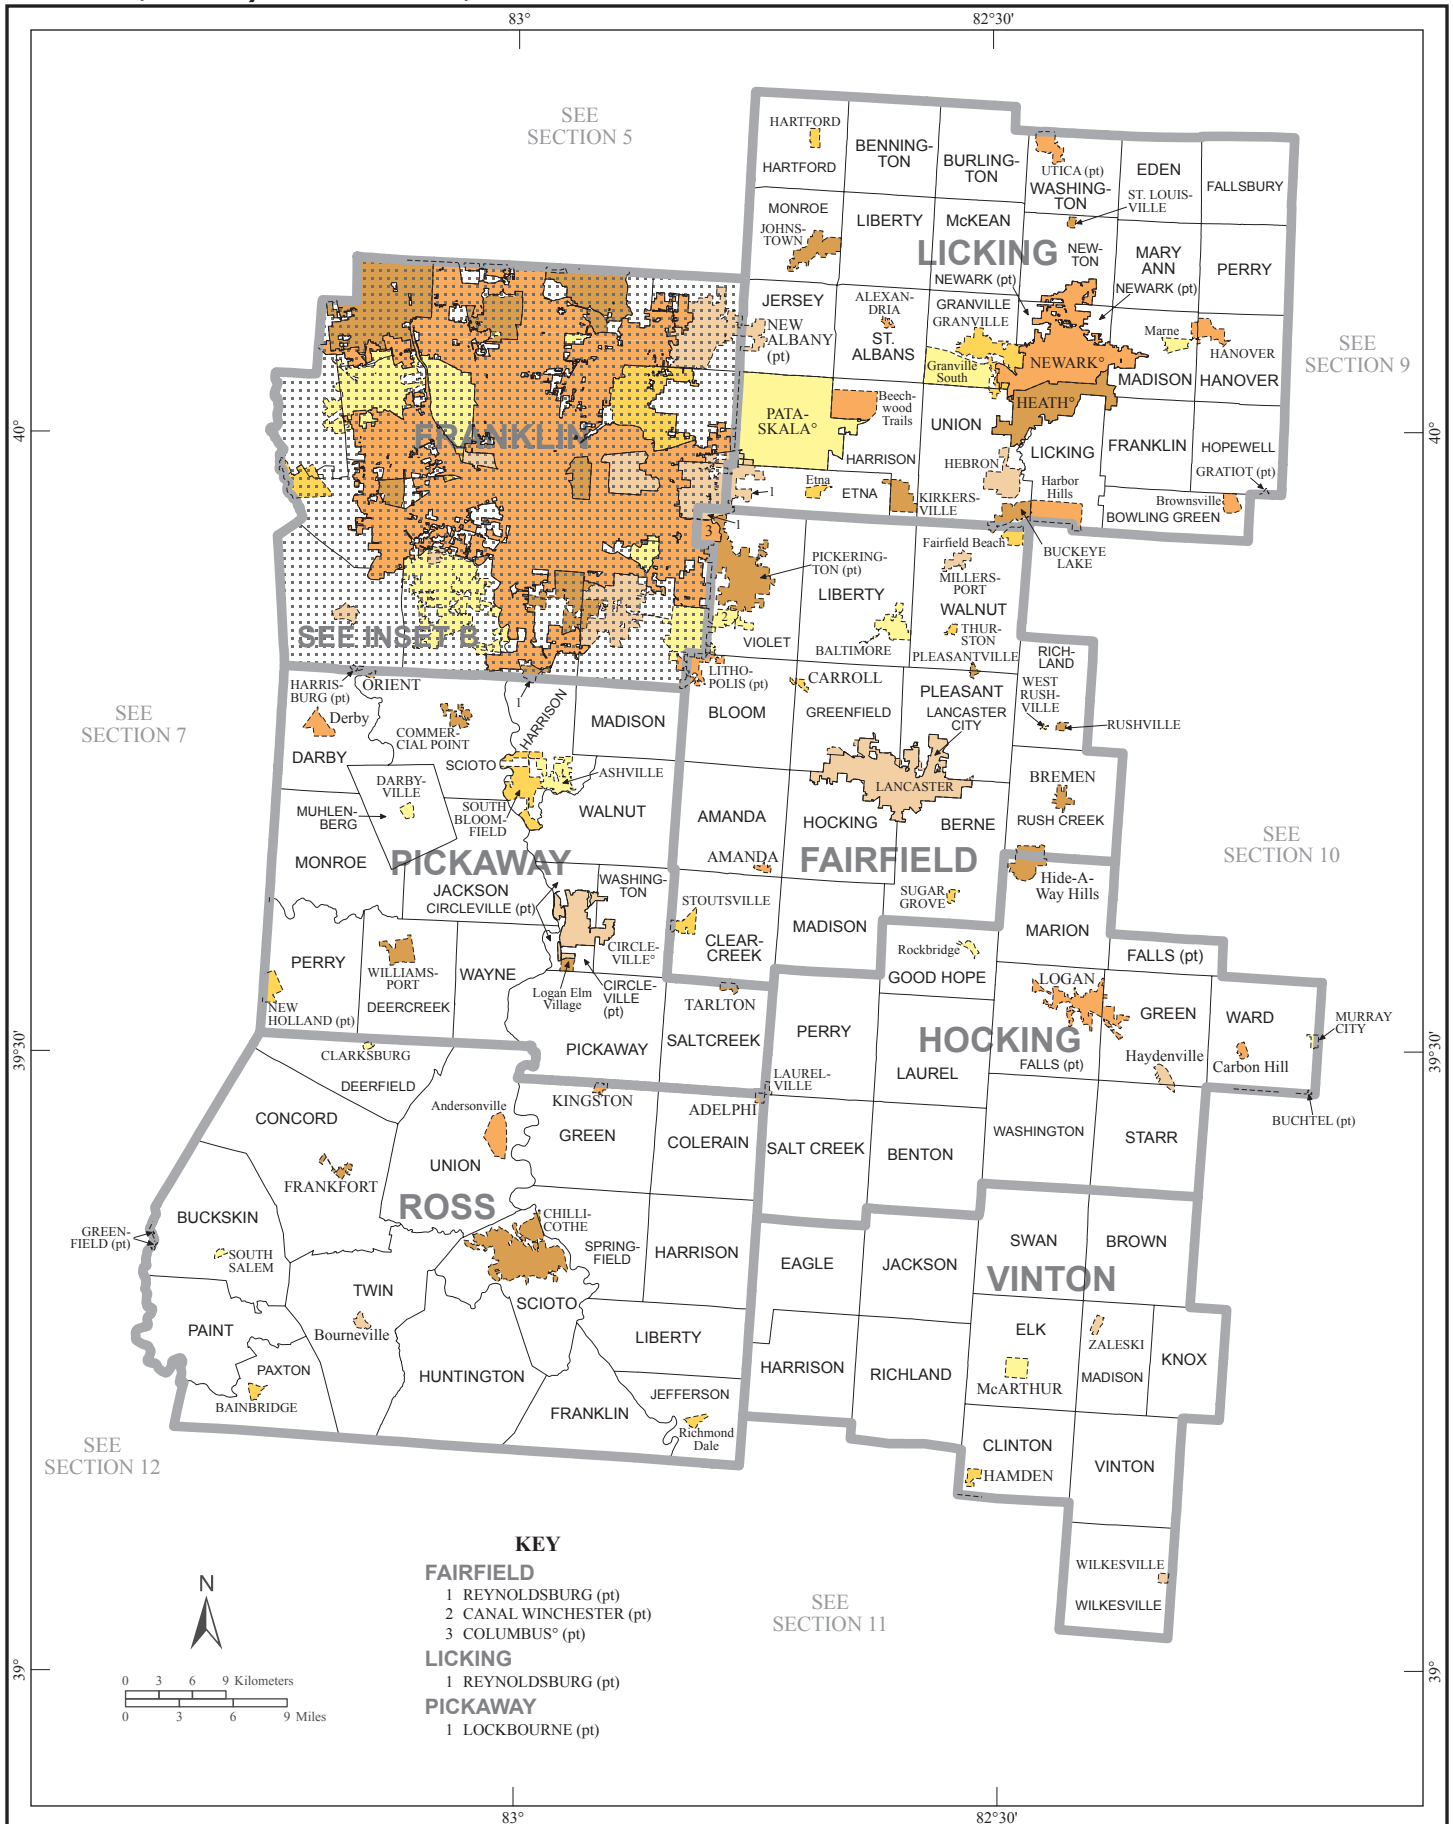 83°
82°30'
SEE
SECTION 5
HARTFORD
HARTFORD
BENNING-
TON
BURLING-
TON
UTICA (pt)
WASHING-
TON
EDEN
ST. LOUIS-
VILLE
FALLSBURY
MONROE
JOHNS-
TOWN
LIBERTY
McKEAN
LICKING
NEW-
TON
MARY
ANN
PERRY
NEWARK (pt)
NEWARK (pt)
JERSEY
NEW
ALBANY
(pt)
ALEXAN-
DRIA
ST.
ALBANS
GRANVILLE
GRANVILLE
Granville
South
NEWARK°
Marne
HANOVER
MADISON
HANOVER
SEE
SECTION 9
HEATH°
PATA-
SKALA°
Beech-
wood
Trails
UNION
LICKING
FRANKLIN
HOPEWELL
GRATIOT (pt)
HARRISON
HEBRON
Harbor
Hills
Brownsville
BOWLING GREEN
Etna
ETNA
KIRKERS-
VILLE
1
1
3
40°
40°
FRANKLIN
SEE INSET B
Fairfield Beach
BUCKEYE
LAKE
PICKERING-
TON (pt)
LIBERTY
MILLERS-
PORT
WALNUT
THUR-
STON
2
VIOLET
BALTIMORE
PLEASANTVILLE
RICH-
LAND
HARRIS-
BURG (pt)
ORIENT
1
LITHO-
POLIS (pt)
CARROLL
PLEASANT
WEST
RUSH-
VILLE
RUSHVILLE
SEE
SECTION 7
Derby
DARBY
COMMER-
CIAL POINT
SCIOTO
HARRISON
MADISON
BLOOM
GREENFIELD
LANCASTER
CITY
LANCASTER
BREMEN
RUSH CREEK
DARBY-
VILLE
MUHLEN-
BERG
ASHVILLE
SOUTH
BLOOM-
FIELD
WALNUT
AMANDA
HOCKING
BERNE
SEE
SECTION 10
MONROE
PICKAWAY
AMANDA
FAIRFIELD
JACKSON
CIRCLEVILLE (pt)
WASHING-
TON
STOUTSVILLE
SUGAR
GROVE
Hide-A-
Way Hills
CLEAR-
CREEK
MADISON
MARION
PERRY
WILLIAMS-
PORT
DEERCREEK
WAYNE
CIRCLE-
VILLE°
CIRCLE-
VILLE
(pt)
Logan Elm
Village
Rockbridge
GOOD HOPE
FALLS (pt)
NEW
HOLLAND (pt)
LOGAN
TARLTON
SALTCREEK
PERRY
HOCKING
GREEN
WARD
MURRAY
CITY
39°30'
39°30'
CLARKSBURG
PICKAWAY
LAUREL
FALLS (pt)
Haydenville
Carbon Hill
DEERFIELD
LAUREL-
VILLE
KINGSTON
ADELPHI
BUCHTEL (pt)
CONCORD
Andersonville
GREEN
COLERAIN
SALT CREEK
BENTON
WASHINGTON
STARR
UNION
FRANKFORT
ROSS
BUCKSKIN
GREEN-
FIELD (pt)
SOUTH
SALEM
CHILLI-
COTHE
SPRING-
FIELD
HARRISON
EAGLE
JACKSON
SWAN
BROWN
VINTON
TWIN
SCIOTO
Bourneville
PAINT
LIBERTY
ELK
ZALESKI
KNOX
PAXTON
HUNTINGTON
HARRISON
RICHLAND
McARTHUR
MADISON
BAINBRIDGE
FRANKLIN
JEFFERSON
Richmond
Dale
CLINTON
HAMDEN
VINTON
SEE
SECTION 12
WILKESVILLE
WILKESVILLE
SEE
SECTION 11
KEY
FAIRFIELD
1 REYNOLDSBURG (pt)
2 CANAL WINCHESTER (pt)
3 COLUMBUS° (pt)
LICKING
1 REYNOLDSBURG (pt)
PICKAWAY
1 LOCKBOURNE (pt)
N
0 3 6 9 Kilometers
0 3 6 9 Miles
39°
39°
83°
82°30'